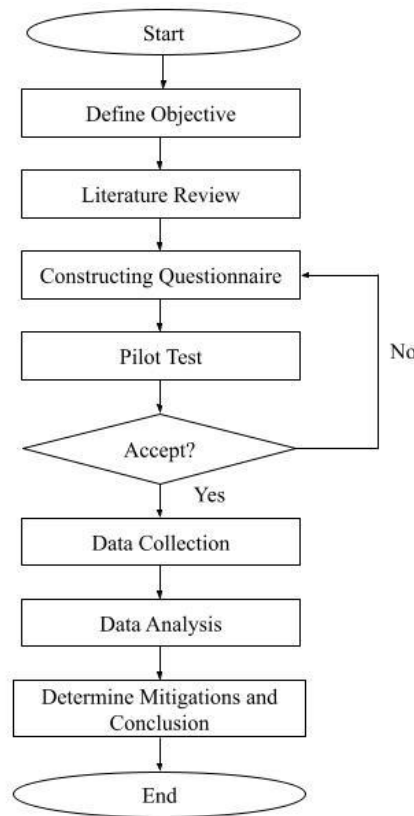 Start
Define Objective
Literature Review
Constructing Questionnaire
Pilot Test
No
Accept?
Yes
Data Collection
Data Analysis
Determine Mitigations and
Conclusion
End